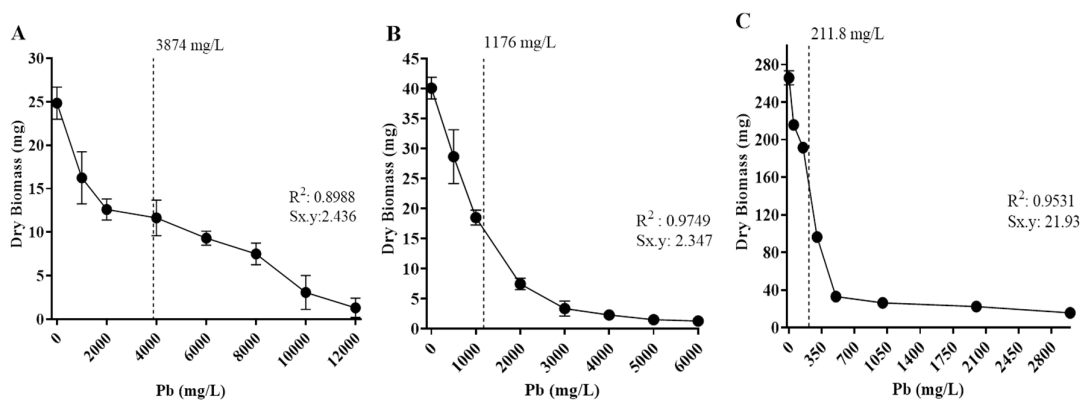 A
3874 mg/L
30
25
20
15
10
5
0
Dry Biomass (mg)
R²: 0.8988
Sx.y:2.436
0
2000
4000
6000
8000
10000
12000
Pb (mg/L)
B
1176 mg/L
45
40
35
30
25
20
15
10
5
0
Dry Biomass (mg)
R² : 0.9749
Sx.y: 2.347
0
1000
2000
3000
4000
5000
6000
Pb (mg/L)
C
211.8 mg/L
280
240
200
160
120
80
40
0
Dry Biomass (mg)
R²: 0.9531
Sx.y: 21.93
0
350
700
1050
1400
1750
2100
2450
2800
Pb (mg/L)